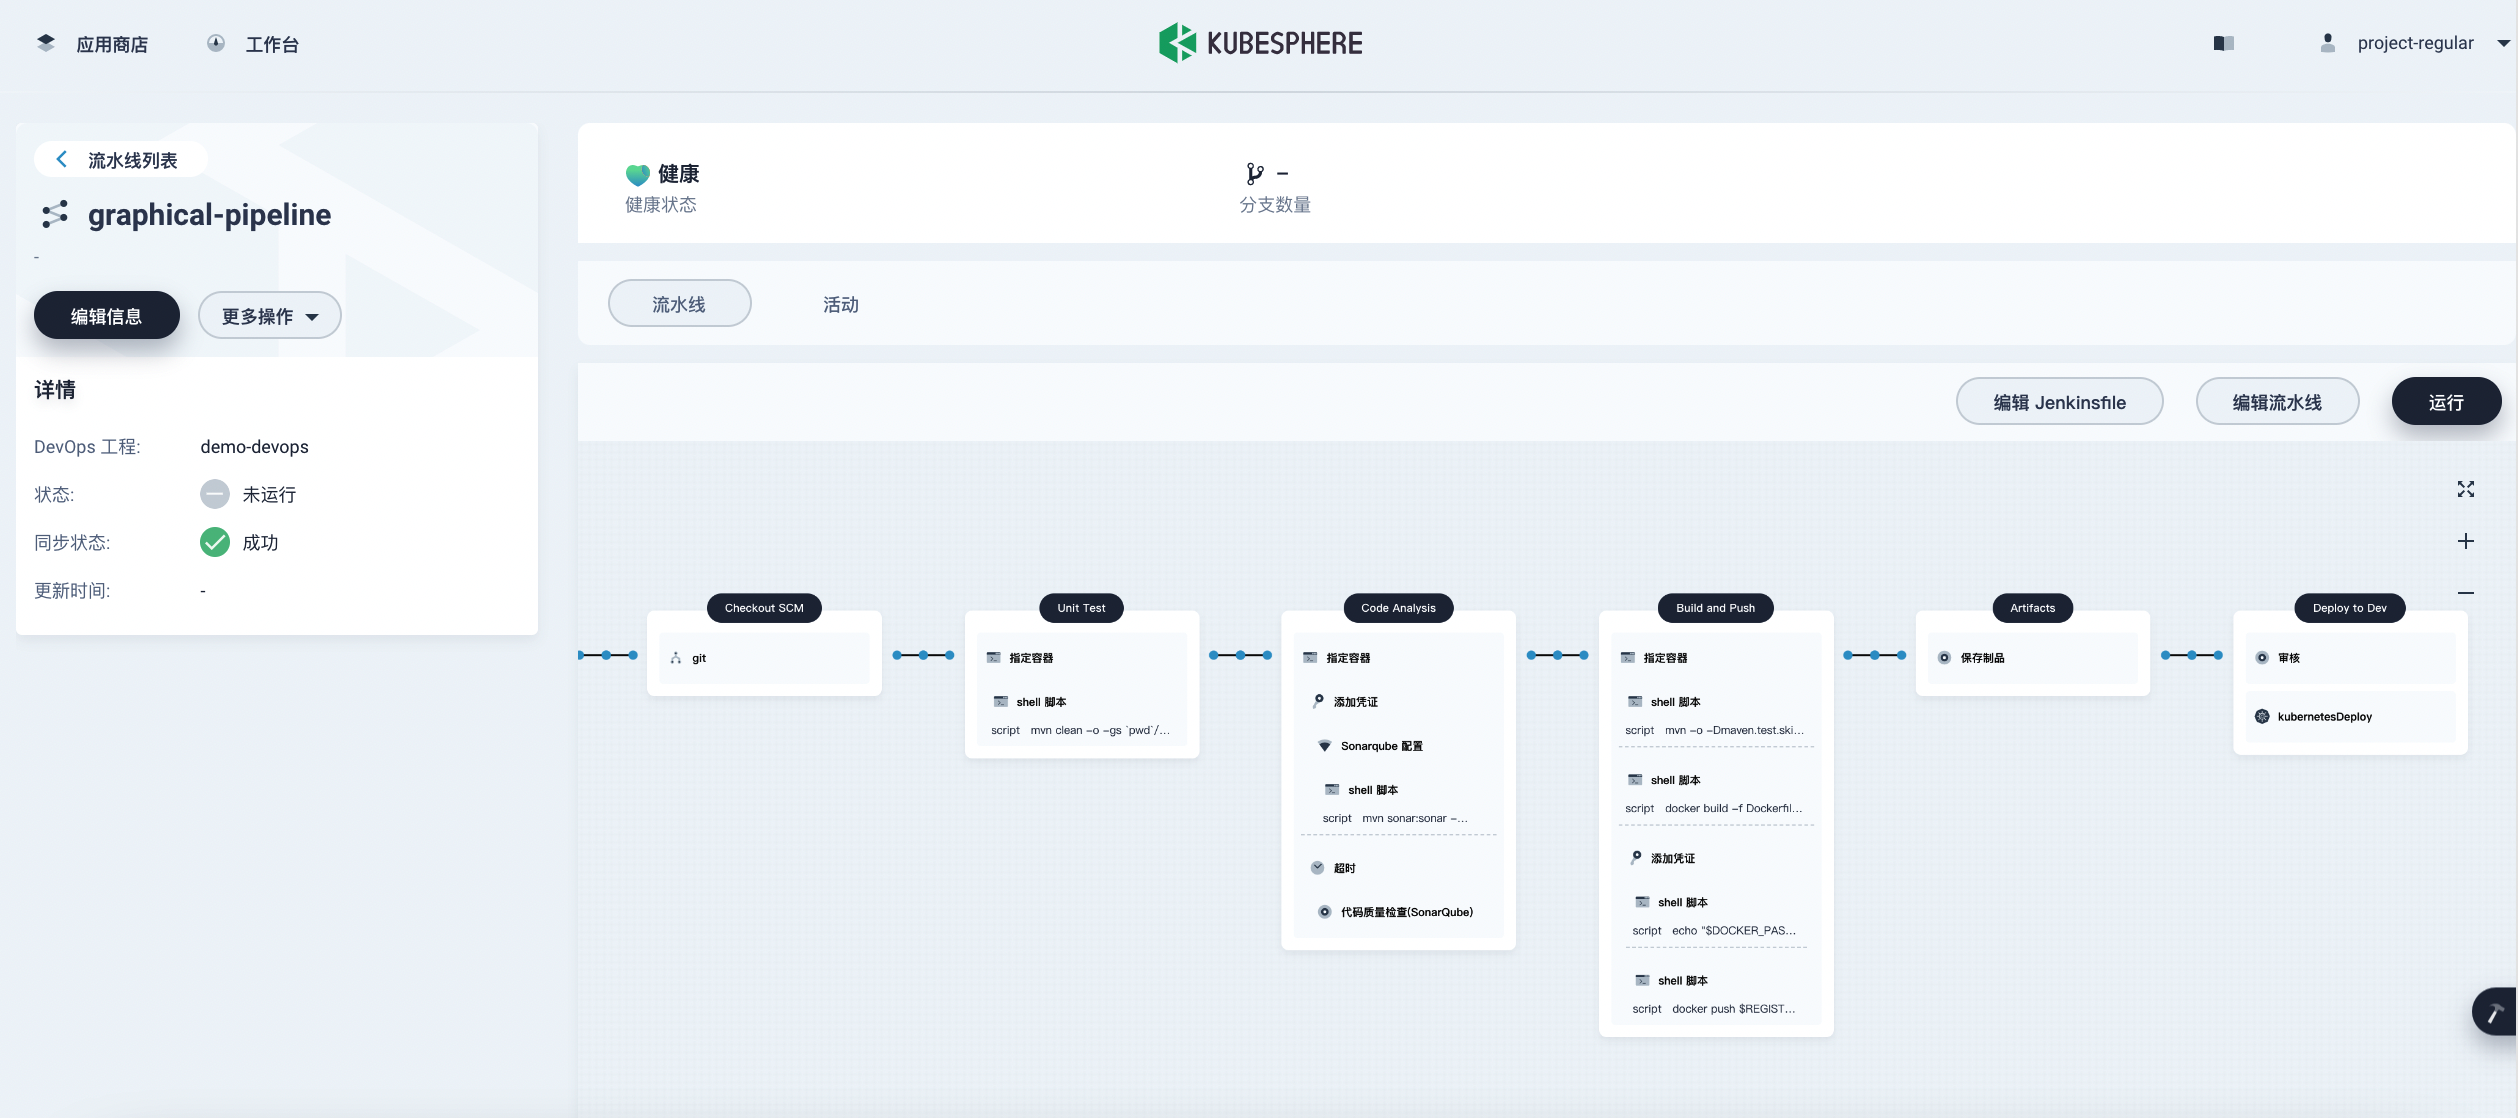 应用商店
工作台
KUBESPHERE
project-regular
流水线列表
graphical-pipeline
-
编辑信息
更多操作
详情
DevOps 工程:
demo-devops
状态:
未运行
同步状态:
成功
更新时间:
-
健康
健康状态
-
分支数量
流水线
活动
编辑 Jenkinsfile
编辑流水线
运行
Checkout SCM
git
Unit Test
指定容器
shell 脚本
script mvn clean -o -gs `pwd`/...
Code Analysis
指定容器
添加凭证
Sonarqube 配置
shell 脚本
script mvn sonar:sonar -...
超时
代码质量检查(SonarQube)
Build and Push
指定容器
shell 脚本
script mvn -o -Dmaven.test.ski...
shell 脚本
script docker build -f Dockerfil...
添加凭证
shell 脚本
script echo "$DOCKER_PAS...
shell 脚本
script docker push $REGIST...
Artifacts
保存制品
Deploy to Dev
审核
kubernetesDeploy